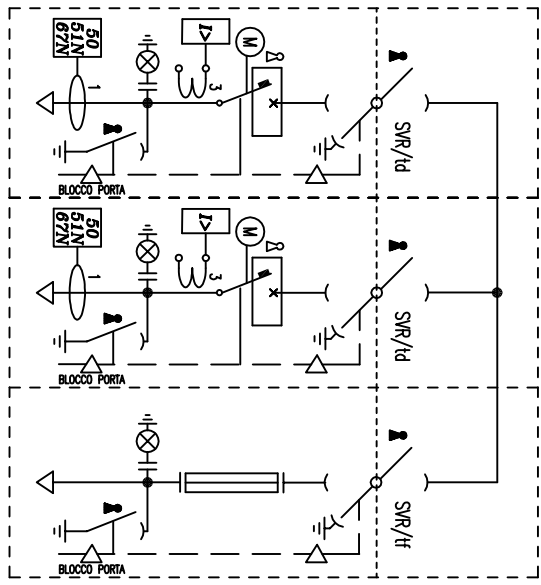 50
51N
67N
1
I>
3
M
SVR/td
BLOCCO PORTA
50
51N
67N
1
I>
3
M
SVR/td
BLOCCO PORTA
SVR/tf
BLOCCO PORTA